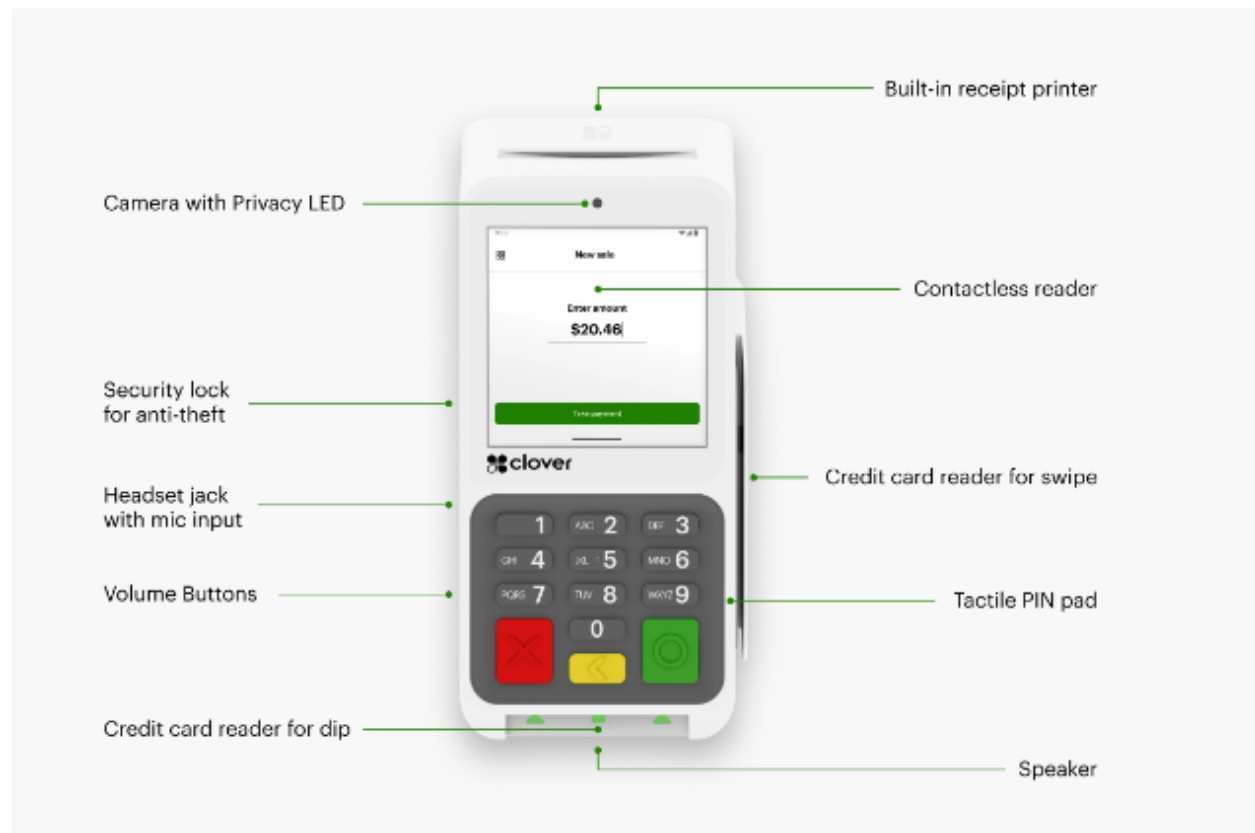 Built-in receipt printer
Camera with Privacy LED
New sale
Contactless reader
Enter amount
$20.46
Security lock
for anti-theft
Take payment
clover
Credit card reader for swipe
Headset jack
with mic input
1 ABC 2 DEF 3
GHI 4 JKL 5 MNO 6
Volume Buttons
PQRS 7 TUV 8 WXYZ 9
Tactile PIN pad
0
Credit card reader for dip
Speaker